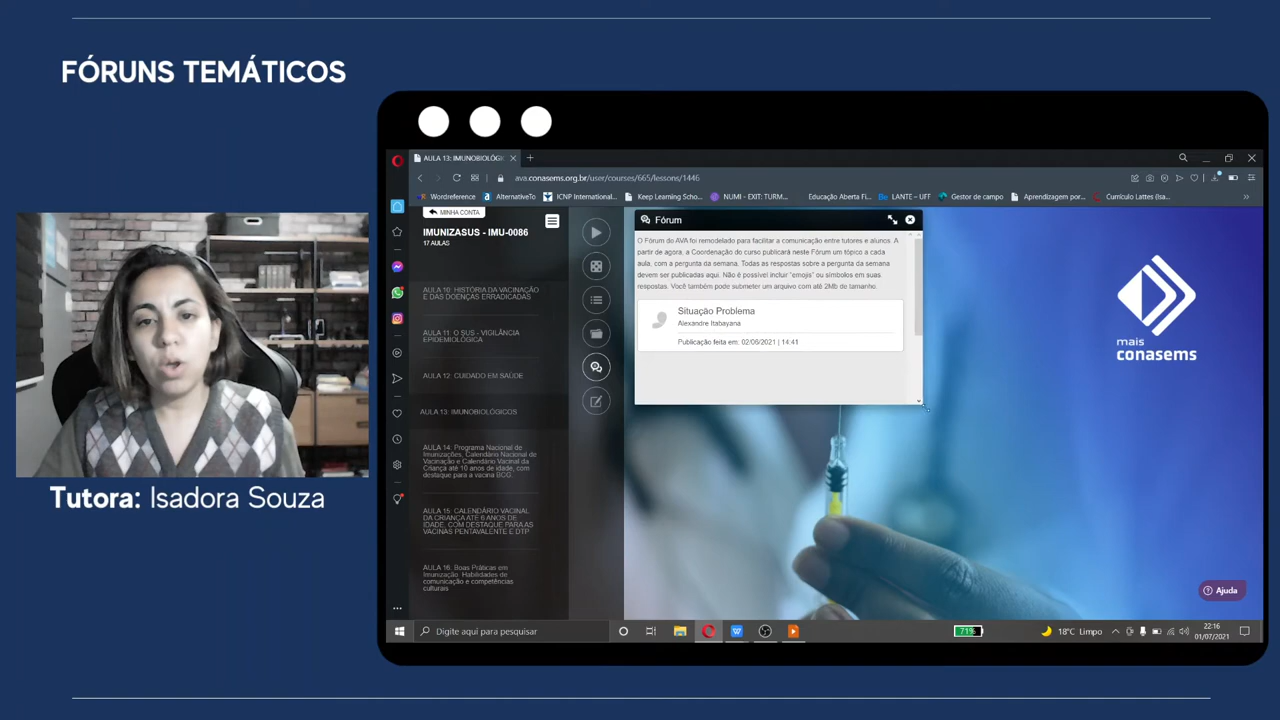 FÓRUNS TEMÁTICOS
Tutora: Isadora Souza
AULA 13: IMUNOBIOLÓGI
ava.conasems.org.br/user/courses/665/lessons/1446
Wordreference
AlternativeTo
ICNP International...
Keep Learning Schoo...
NUMI - EXIT: TURM...
Educação Aberta Fi...
LANTE – UFF
Gestor de campo
Aprendizagem por...
Currículo Lattes (Isa...
MINHA CONTA
IMUNIZASUS - IMU-0086
17 AULAS
AULA 10: HISTÓRIA DA VACINAÇÃO
E DAS DOENÇAS ERRADICADAS
AULA 11: O SUS - VIGILÂNCIA
EPIDEMIOLÓGICA
AULA 12: CUIDADO EM SAÚDE
AULA 13: IMUNOBIOLÓGICOS
AULA 14: Programa Nacional de
Imunizações, Calendário Nacional de
Vacinação e Calendário Vacinal da
Criança até 10 anos de idade, com
destaque para a vacina BCG.
AULA 15: CALENDÁRIO VACINAL
DA CRIANÇA ATÉ 6 ANOS DE
IDADE, COM DESTAQUE PARA AS
VACINAS PENTAVALENTE E DTP
AULA 16: Boas Práticas em
Imunização: Habilidades de
comunicação e competências
culturais
Fórum
O Fórum do AVA foi remodelado para facilitar a comunicação entre tutores e alunos. A
partir de agora, a Coordenação do curso publicará neste Fórum um tópico a cada
aula, com a pergunta da semana. Todas as respostas sobre a pergunta da semana
devem ser publicadas aqui. Não é possível incluir "emojis" ou símbolos em suas
respostas. Você também pode submeter um arquivo com até 2Mb de tamanho.
Situação Problema
Alexandre Itabayana
Publicação feita em: 02/06/2021 | 14:41
mais
conasems
Ajuda
Digite aqui para pesquisar
71%
18°C Limpo
22:16
01/07/2021